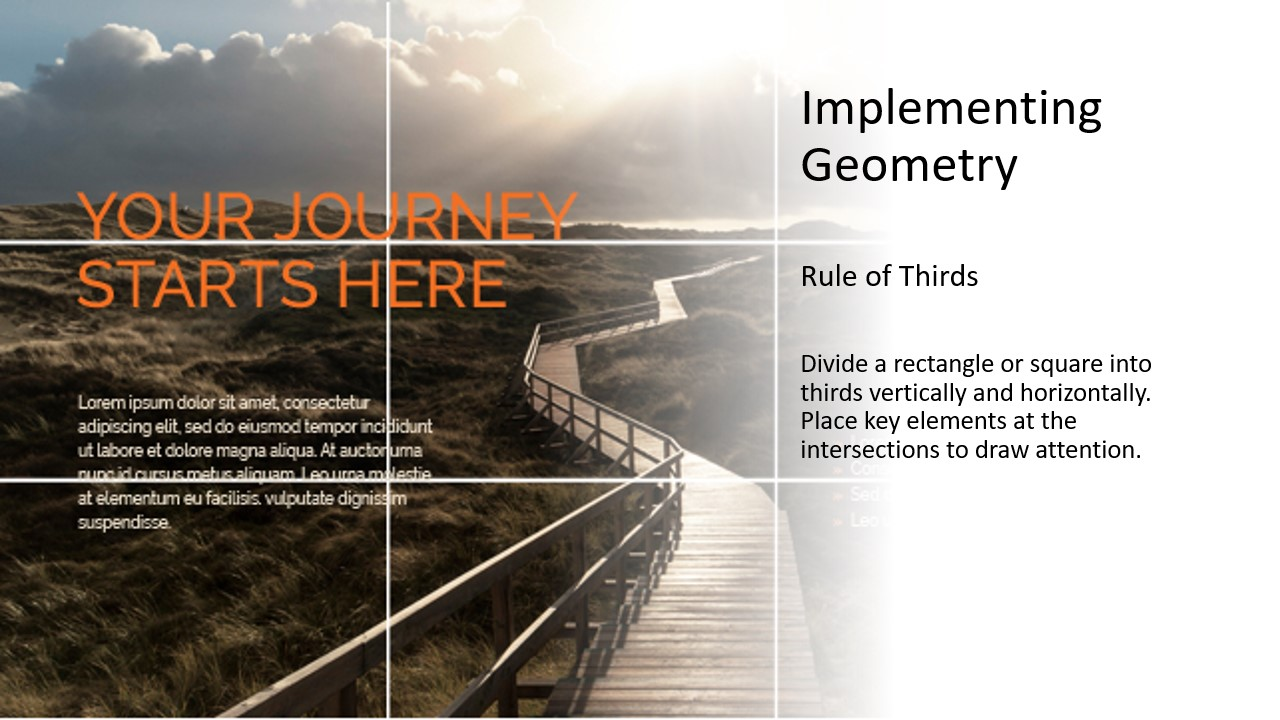 YOUR JOURNEY
STARTS HERE
Lorem ipsum dolor sit amet, consectetur
adipiscing elit, sed do eiusmod tempor incididunt
ut labore et dolore magna aliqua. At auctor urna
nunc id cursus metus aliquam. Leo urna molestie
at elementum eu facilisis. vulputate dignissim
suspendisse.
Implementing
Geometry
Rule of Thirds
Divide a rectangle or square into
thirds vertically and horizontally.
Place key elements at the
intersections to draw attention.
Sed
Leo